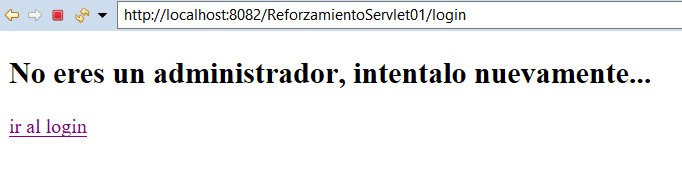 http://localhost:8082/ReforzamientoServlet01/login
No eres un administrador, intentalo nuevamente...
ir al login